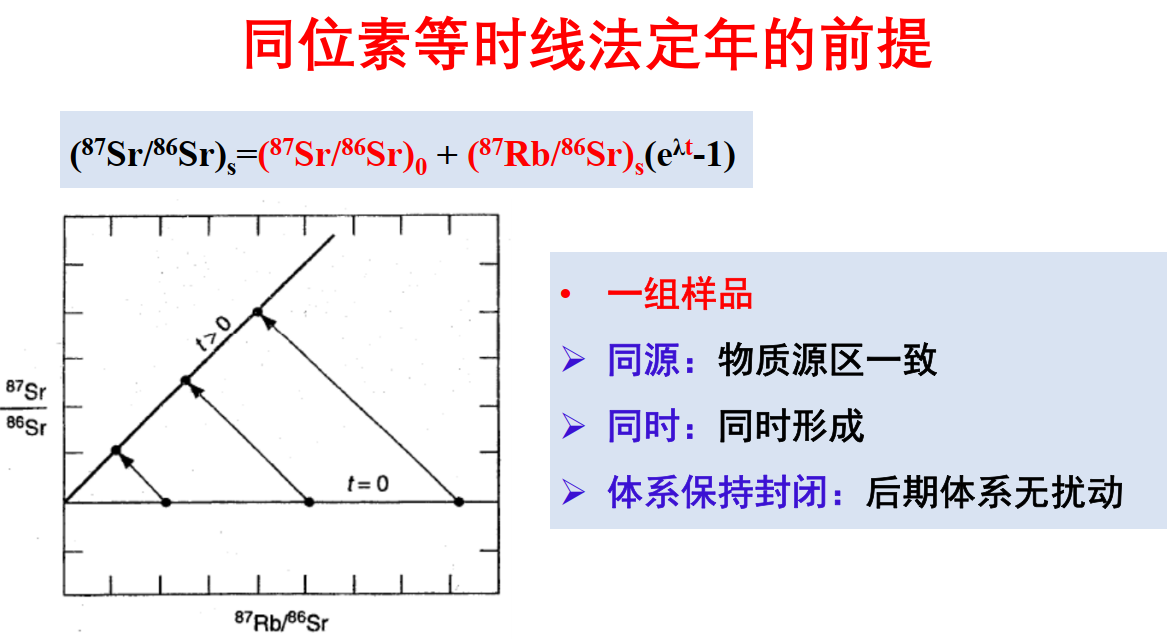 同位素等时线法定年的前提
(⁸⁷Sr/⁸⁶Sr)ₛ=(⁸⁷Sr/⁸⁶Sr)₀ + (⁸⁷Rb/⁸⁶Sr)ₛ(e^λt-1)
t>0
⁸⁷Sr
⁸⁶Sr
t=0
⁸⁷Rb/⁸⁶Sr
• 一组样品
➢ 同源：物质源区一致
➢ 同时：同时形成
➢ 体系保持封闭：后期体系无扰动